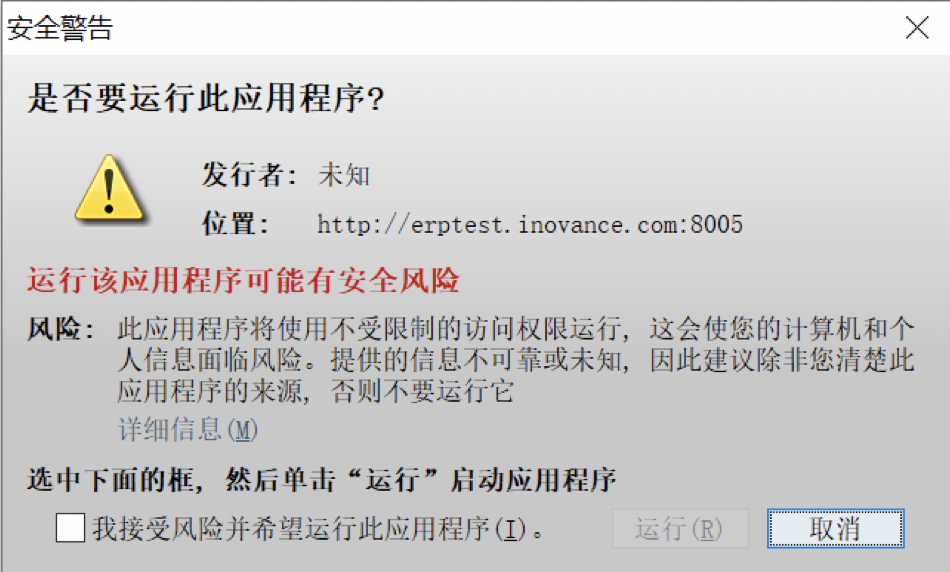 安全警告
是否要运行此应用程序?
发行者: 未知
位置: http://erptest.inovance.com:8005
运行该应用程序可能有安全风险
风险: 此应用程序将使用不受限制的访问权限运行, 这会使您的计算机和个
人信息面临风险。提供的信息不可靠或未知, 因此建议除非您清楚此
应用程序的来源, 否则不要运行它
详细信息(M)
选中下面的框, 然后单击“运行”启动应用程序
我接受风险并希望运行此应用程序(I)。 运行(R) 取消